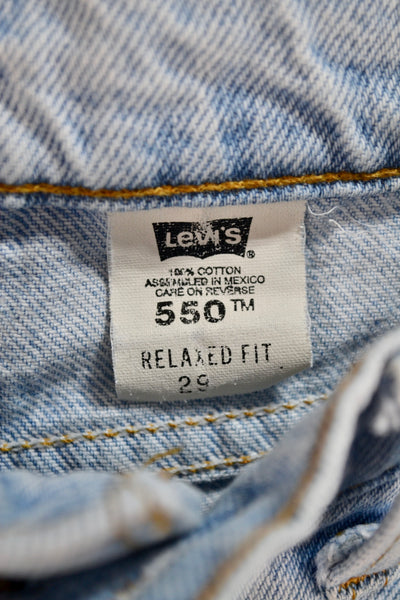 LEVI'S ®
100% COTTON
ASSEMBLED IN MEXICO
CARE ON REVERSE
550™
RELAXED FIT
29